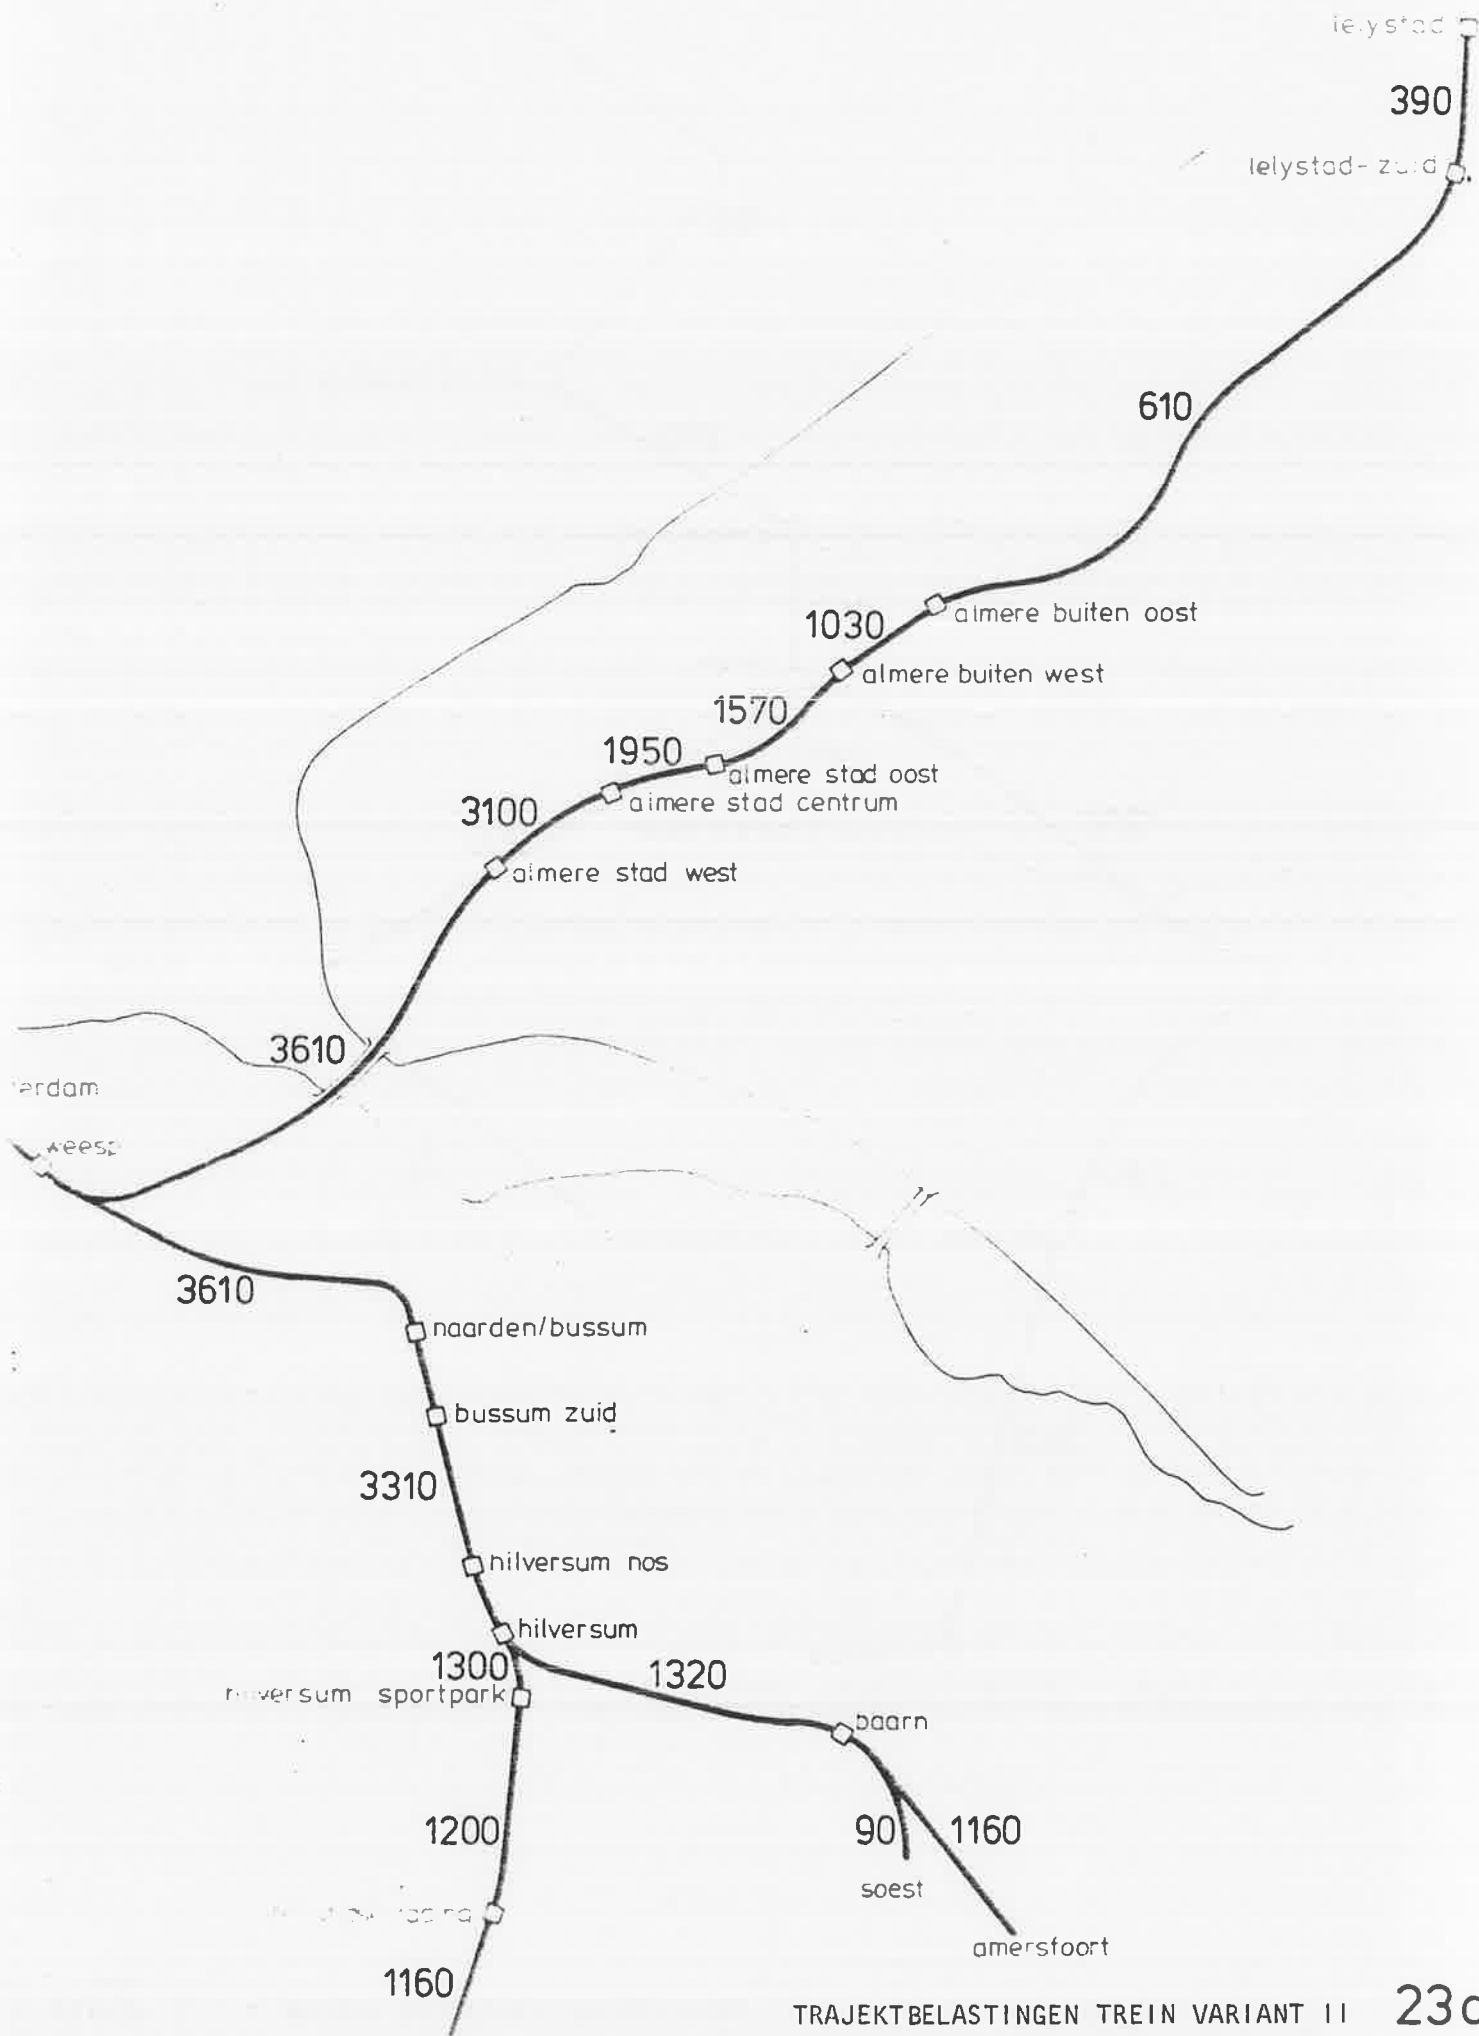 lelystad
390
lelystad-zuid
610
almere buiten oost
1030
almere buiten west
1570
1950
almere stad oost
almere stad centrum
3100
almere stad west
3610
erdam
weesp
3610
naarden/bussum
bussum zuid
3310
hilversum nos
hilversum
1300
1320
hilversum sportpark
baarn
1200
90
1160
soest
amersfoort
1160
TRAJEKTBELASTINGEN TREIN VARIANT II